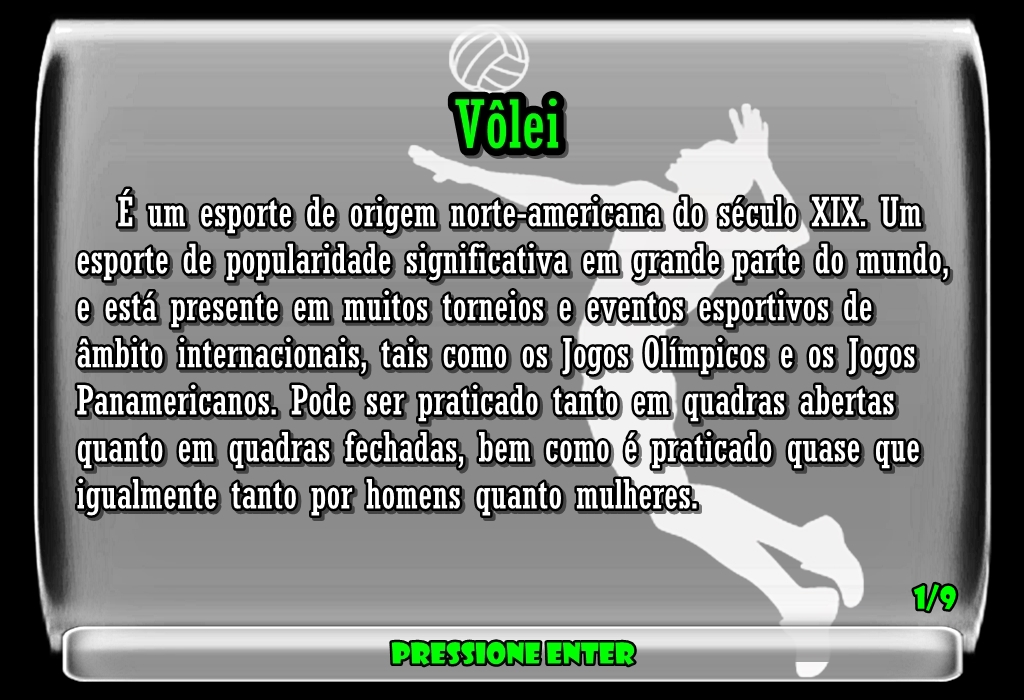 Vôlei
É um esporte de origem norte-americana do século XIX. Um
esporte de popularidade significativa em grande parte do mundo,
e está presente em muitos torneios e eventos esportivos de
âmbito internacionais, tais como os Jogos Olímpicos e os Jogos
Panamericanos. Pode ser praticado tanto em quadras abertas
quanto em quadras fechadas, bem como é praticado quase que
igualmente tanto por homens quanto mulheres.
1/9
PRESSIONE ENTER